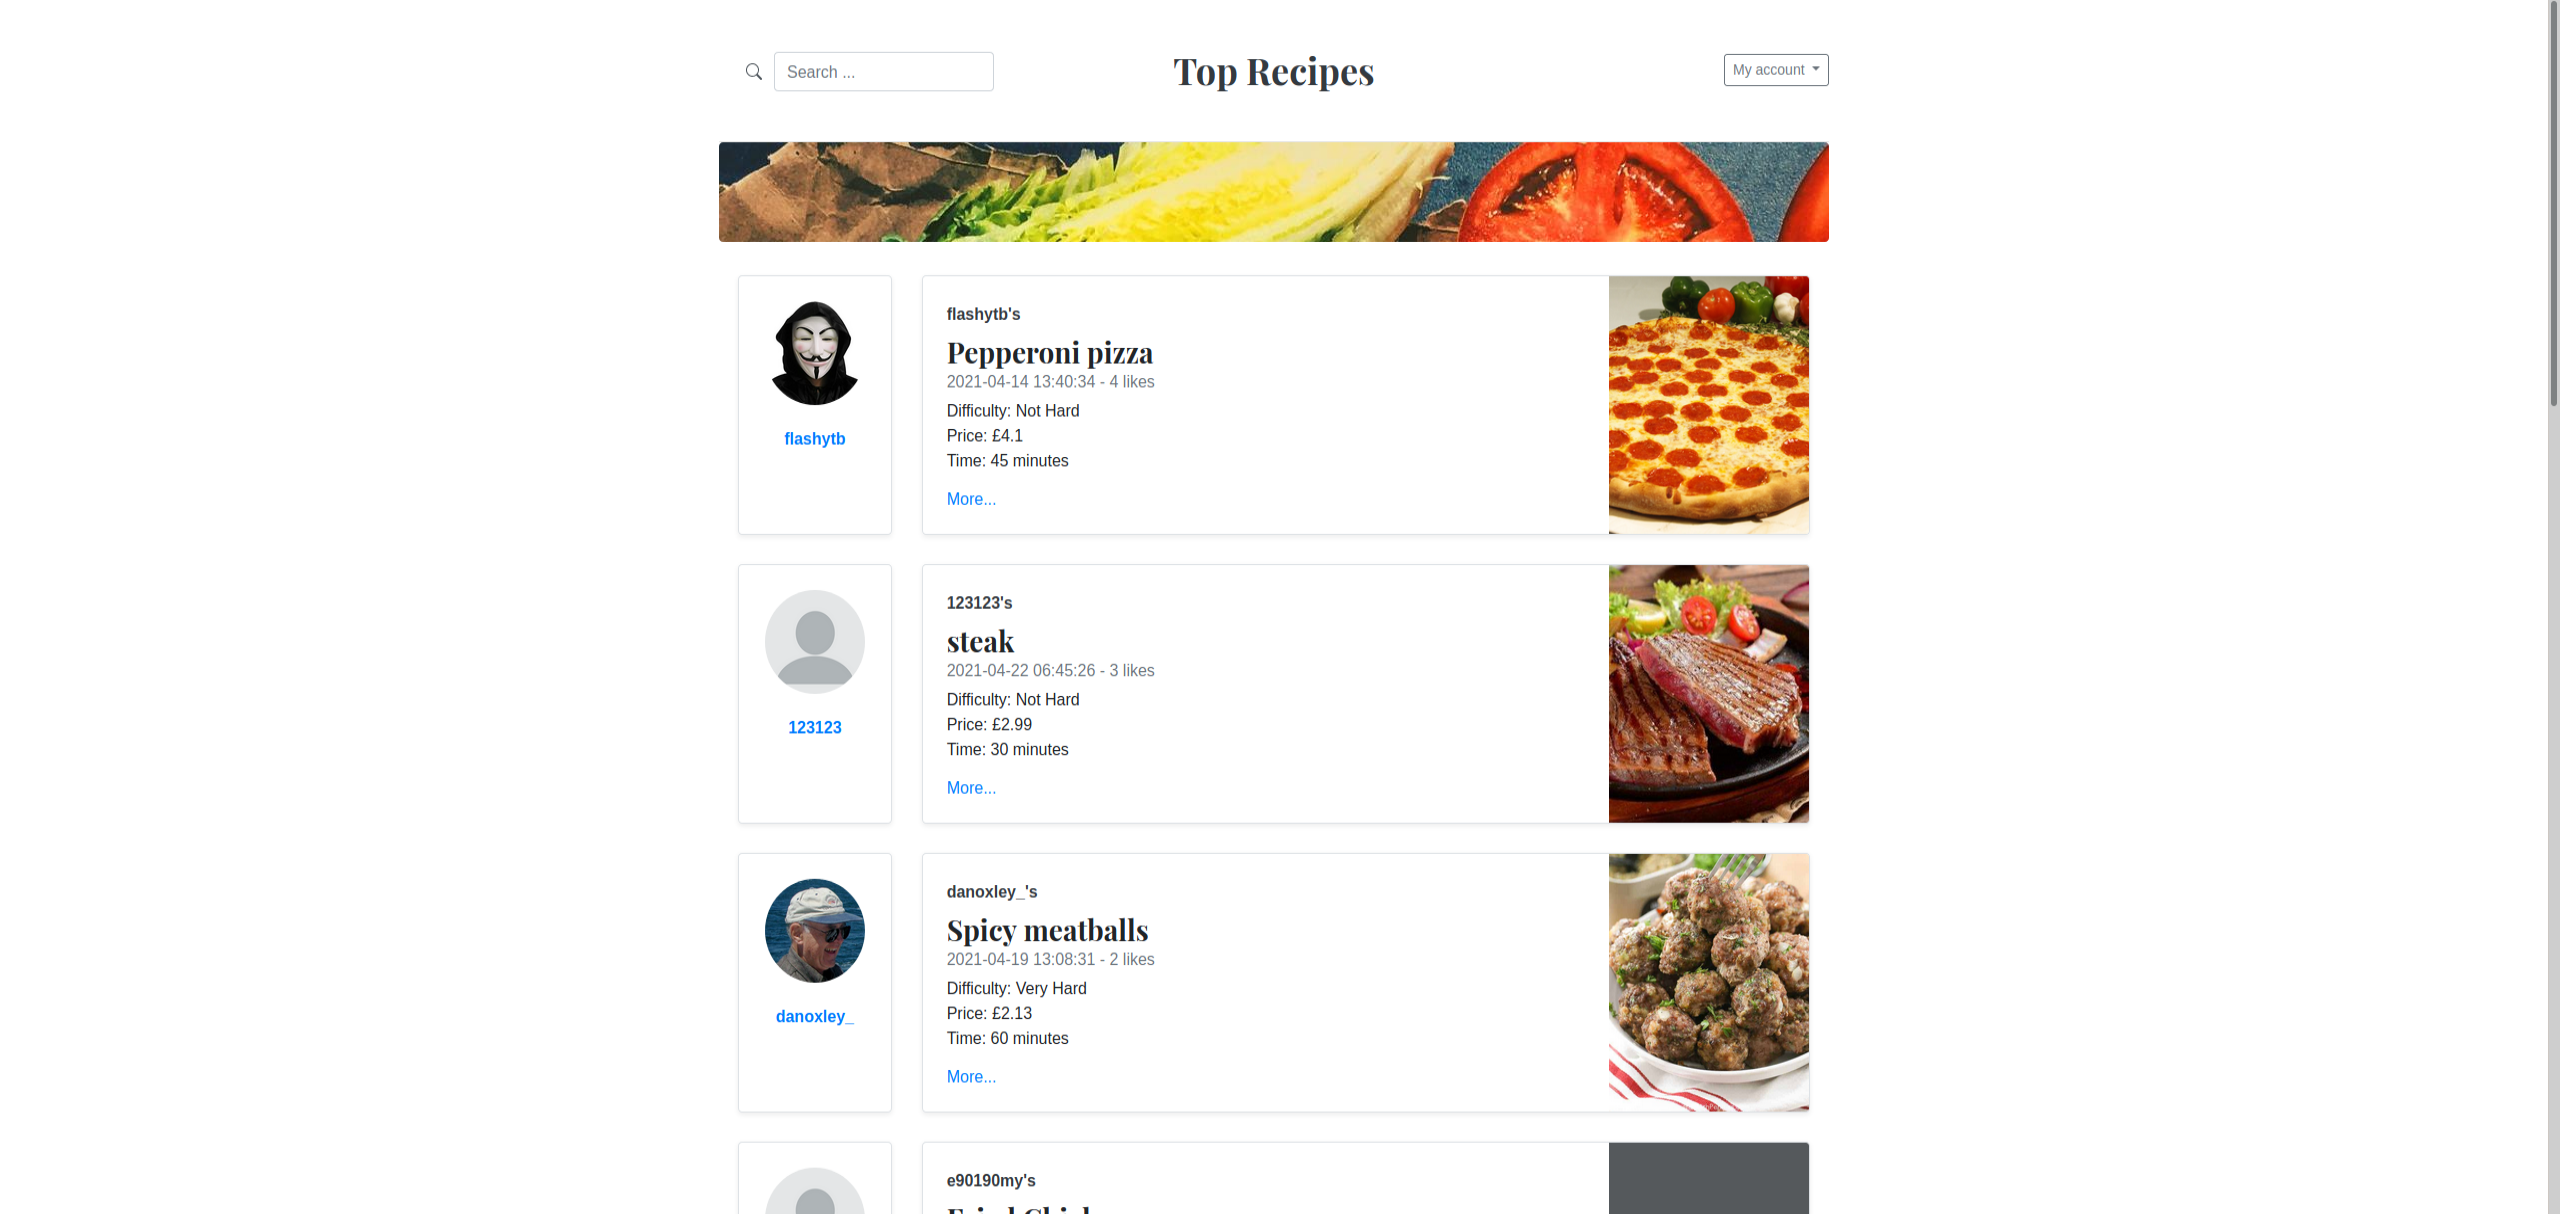 Search ...
Top Recipes
My account
flashytb
flashytb's
Pepperoni pizza
2021-04-14 13:40:34 - 4 likes
Difficulty: Not Hard
Price: £4.1
Time: 45 minutes
More...
123123
123123's
steak
2021-04-22 06:45:26 - 3 likes
Difficulty: Not Hard
Price: £2.99
Time: 30 minutes
More...
danoxley_
danoxley_'s
Spicy meatballs
2021-04-19 13:08:31 - 2 likes
Difficulty: Very Hard
Price: £2.13
Time: 60 minutes
More...
e90190my's